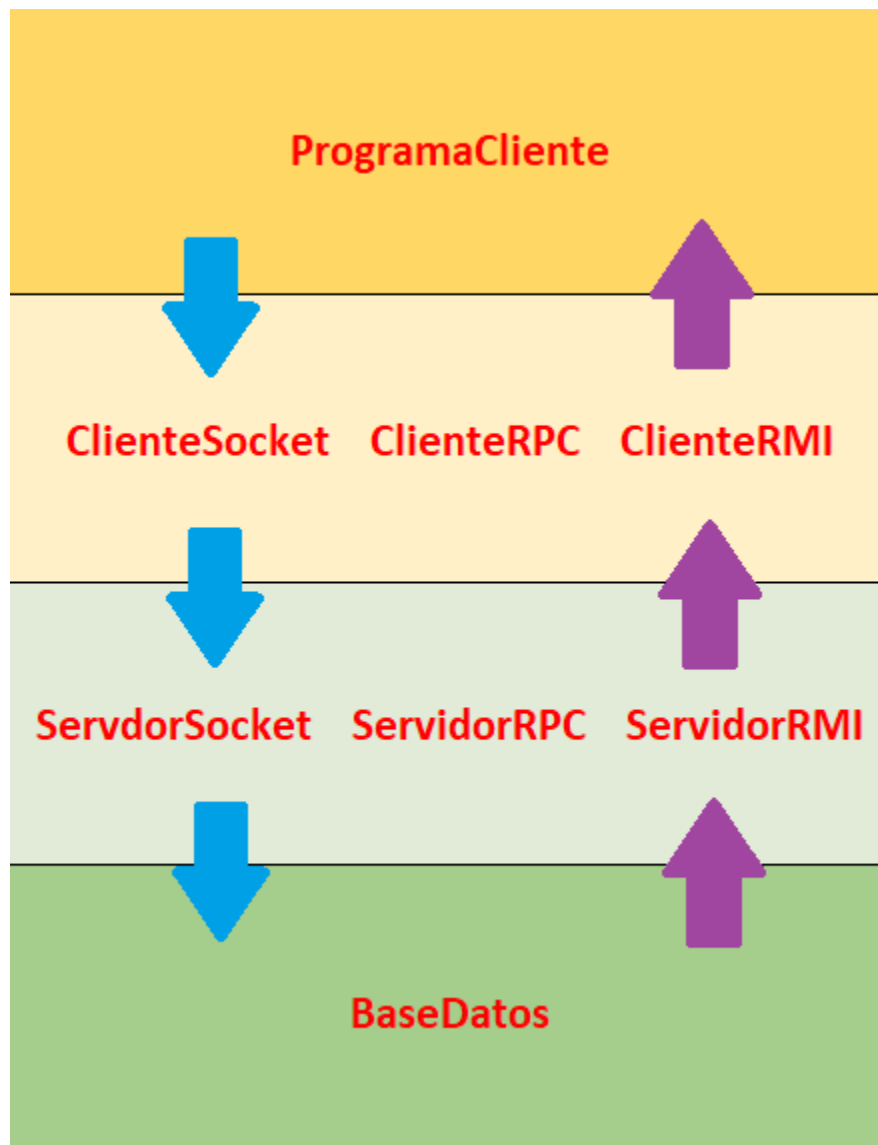 ProgramaCliente
ClienteSocket ClienteRPC ClienteRMI
ServdorSocket ServidorRPC ServidorRMI
BaseDatos